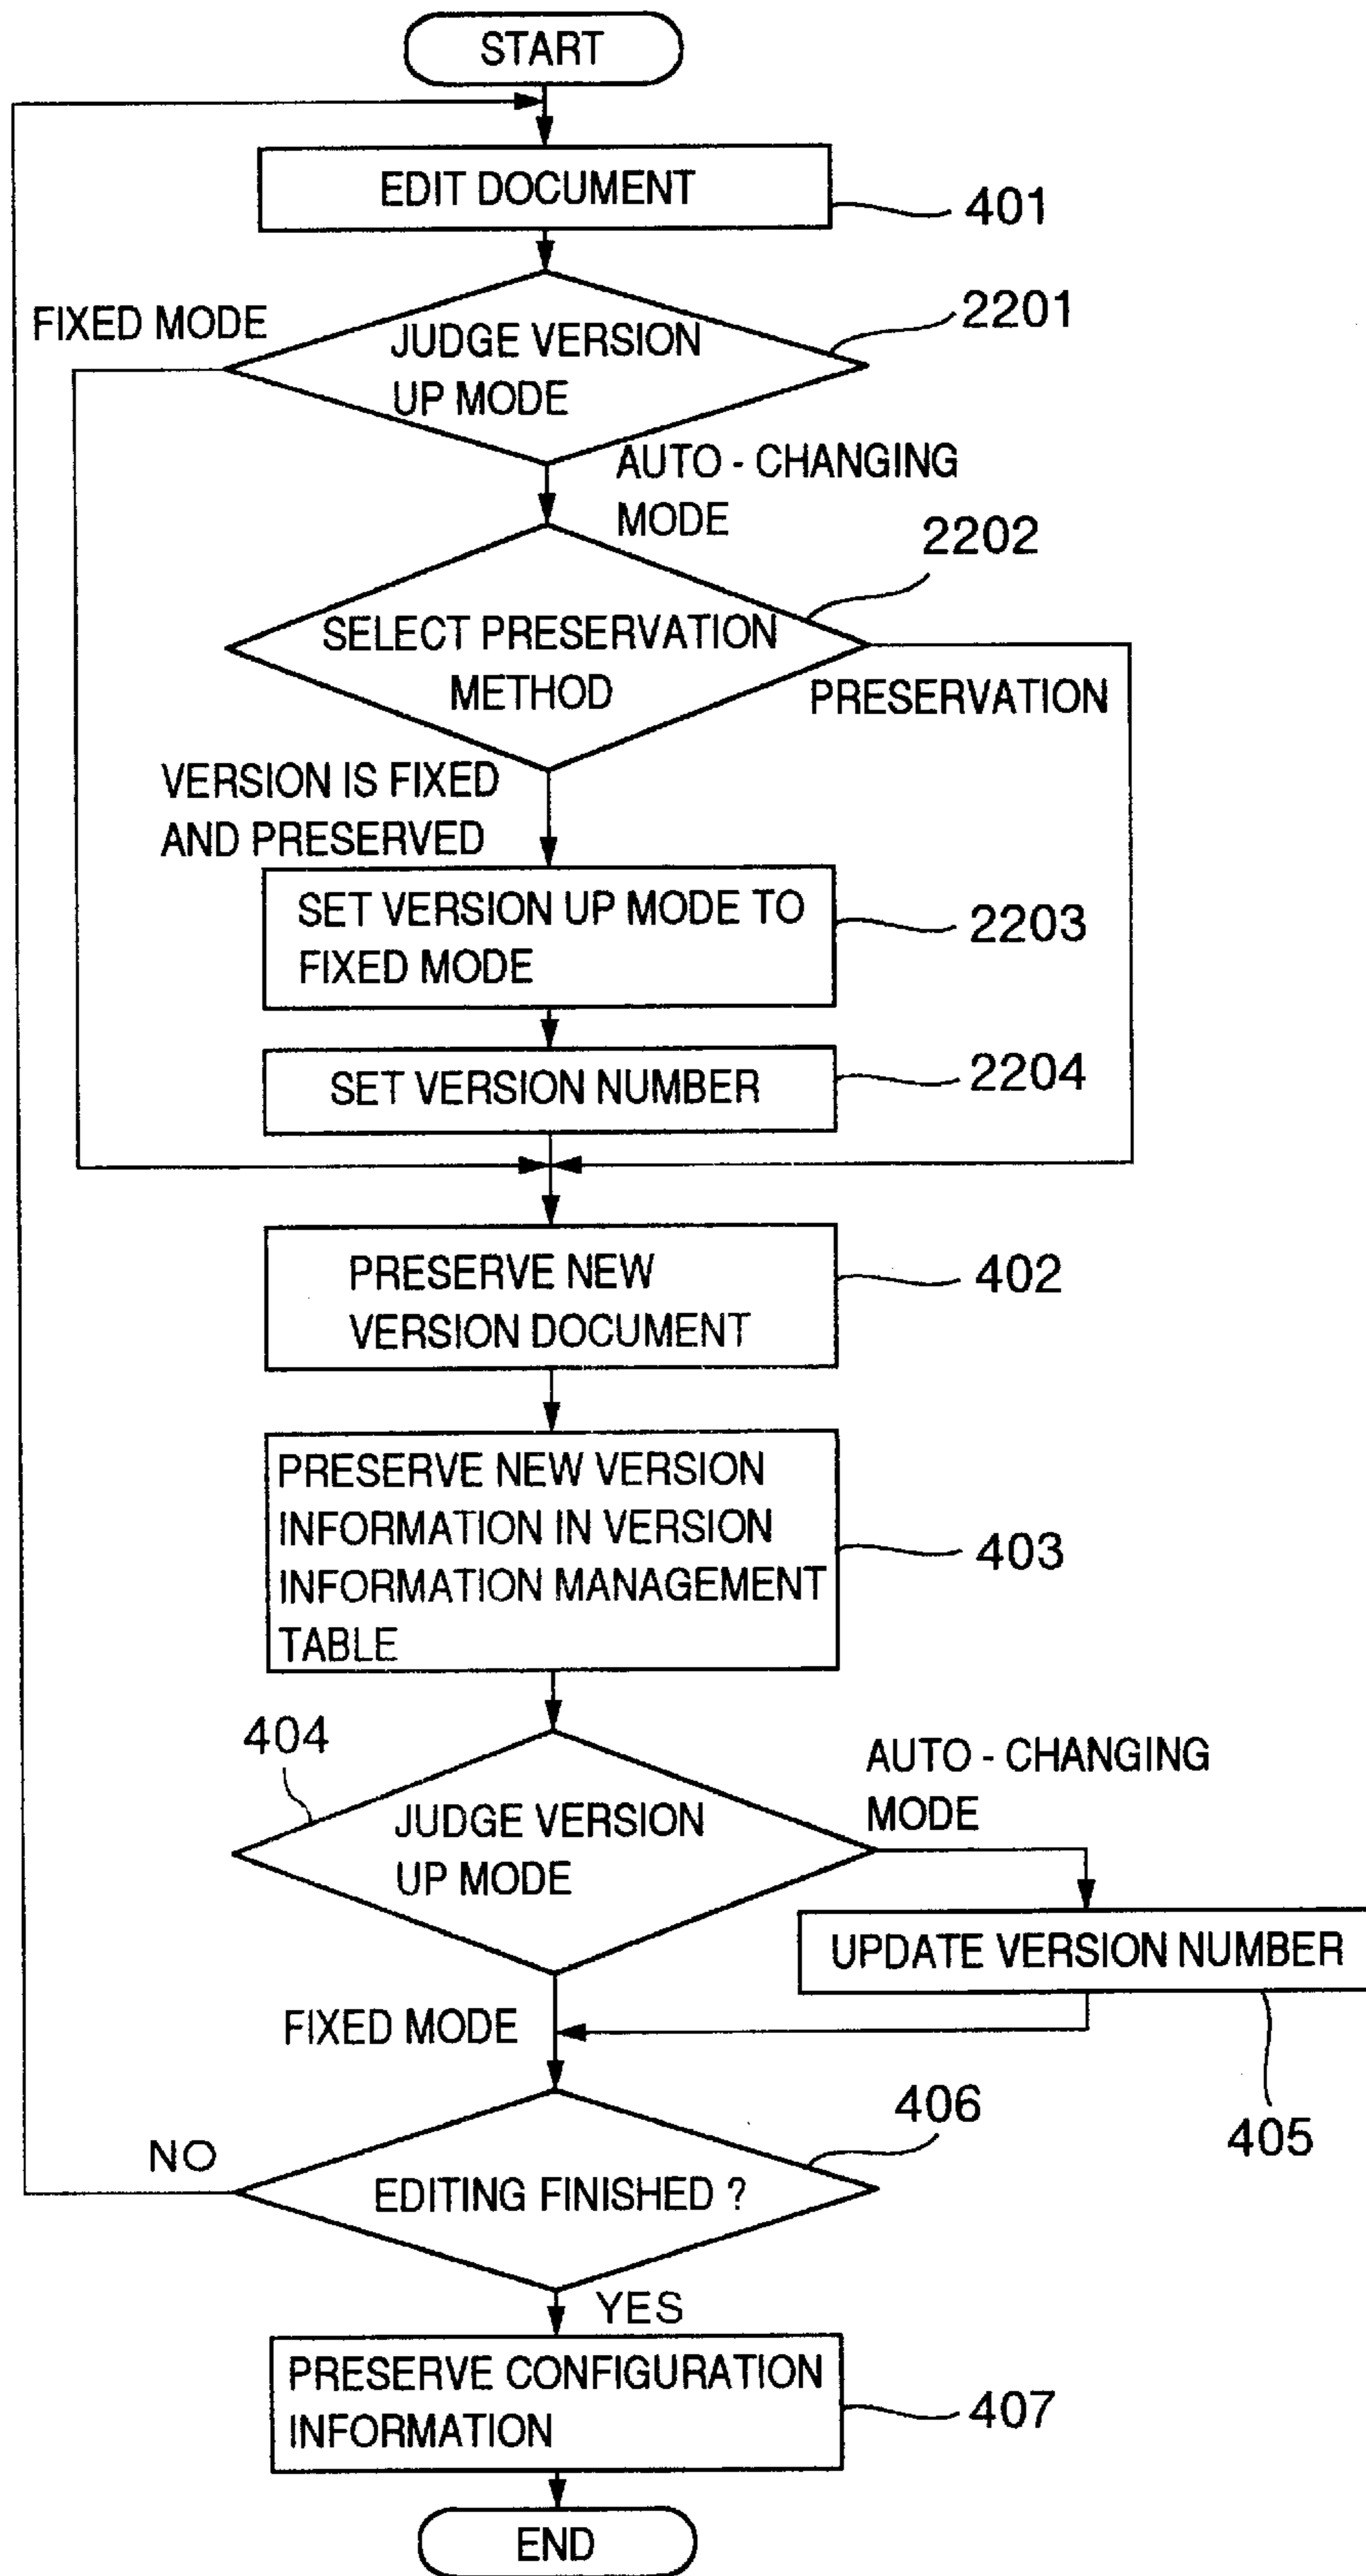 START
EDIT DOCUMENT
401
FIXED MODE
JUDGE VERSION
UP MODE
2201
AUTO - CHANGING
MODE
2202
SELECT PRESERVATION
METHOD
PRESERVATION
VERSION IS FIXED
AND PRESERVED
SET VERSION UP MODE TO
FIXED MODE
2203
SET VERSION NUMBER
2204
PRESERVE NEW
VERSION DOCUMENT
402
PRESERVE NEW VERSION
INFORMATION IN VERSION
INFORMATION MANAGEMENT
TABLE
403
404
JUDGE VERSION
UP MODE
AUTO - CHANGING
MODE
UPDATE VERSION NUMBER
405
FIXED MODE
406
NO
EDITING FINISHED ?
YES
PRESERVE CONFIGURATION
INFORMATION
407
END